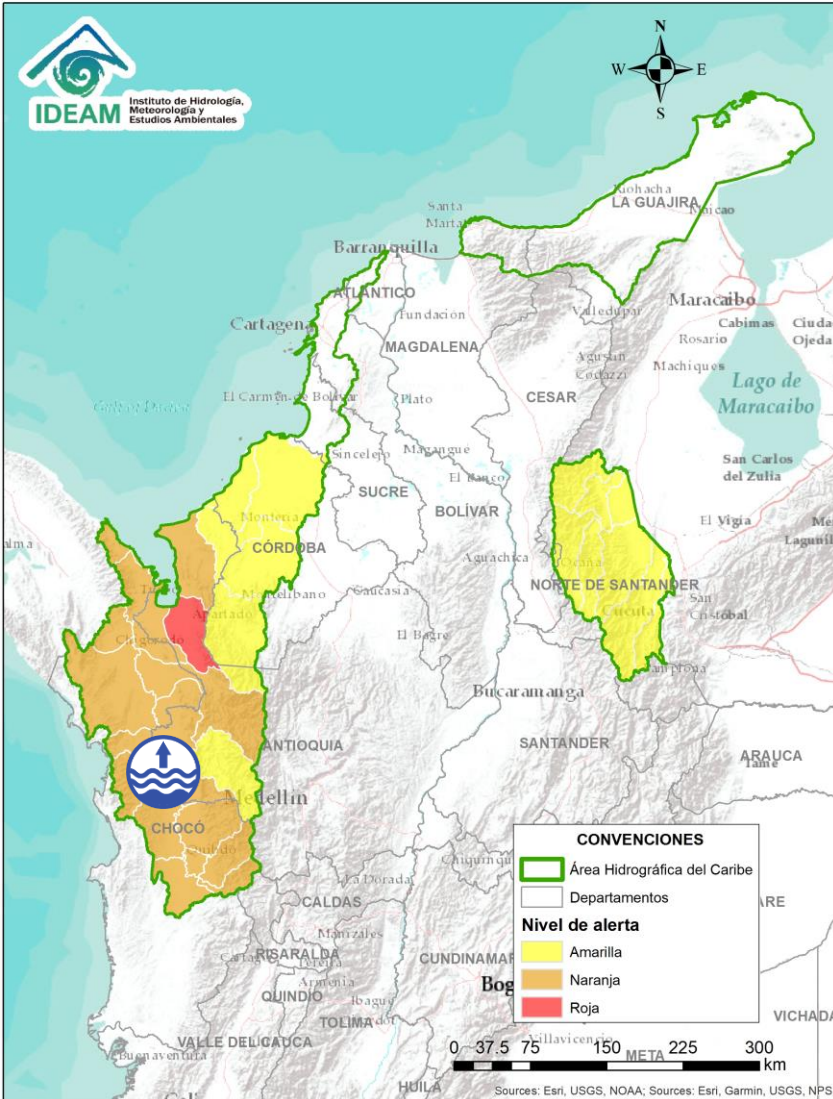 IDEAM
Instituto de Hidrología,
Meteorología y
Estudios Ambientales
N
W
E
S
Riohacha
LA GUAJIRA
Maicao
Santa
Marta
Barranquilla
ATLÁNTICO
Maracaibo
Fundación
Valledupar
Cabimas
Ciudad
Ojeda
Cartagena
Rosario
MAGDALENA
Agustín
Codazzi
Machiques
Lago de
Maracaibo
CESAR
El Carmen de Bolívar
Plato
Sincelejo
Magangué
San Carlos
del Zulia
El Banco
SUCRE
BOLÍVAR
Montería
El Vigía
CÓRDOBA
Aguachica
Ocaña
NORTE DE SANTANDER
Montelibano
Caucasia
Cúcuta
San
Cristóbal
Apartadó
Chigorodó
El Bagre
Pamplona
Bucaramanga
ANTIOQUIA
SANTANDER
ARAUCA
Tame
Medellín
CHOCÓ
Quibdó
La Dorada
CALDAS
Manizales
RISARALDA
Pereira
Armenia
QUINDÍO
Ibagué
TOLIMA
VALLE DEL CAUCA
Buenaventura
HUILA
META
Villavicencio
VICHADA
CONVENCIONES
Área Hidrográfica del Caribe
Departamentos
Nivel de alerta
Amarilla
Naranja
Roja
0 37.5 75 150 225 300
km
Sources: Esri, USGS, NOAA; Sources: Esri, Garmin, USGS, NPS